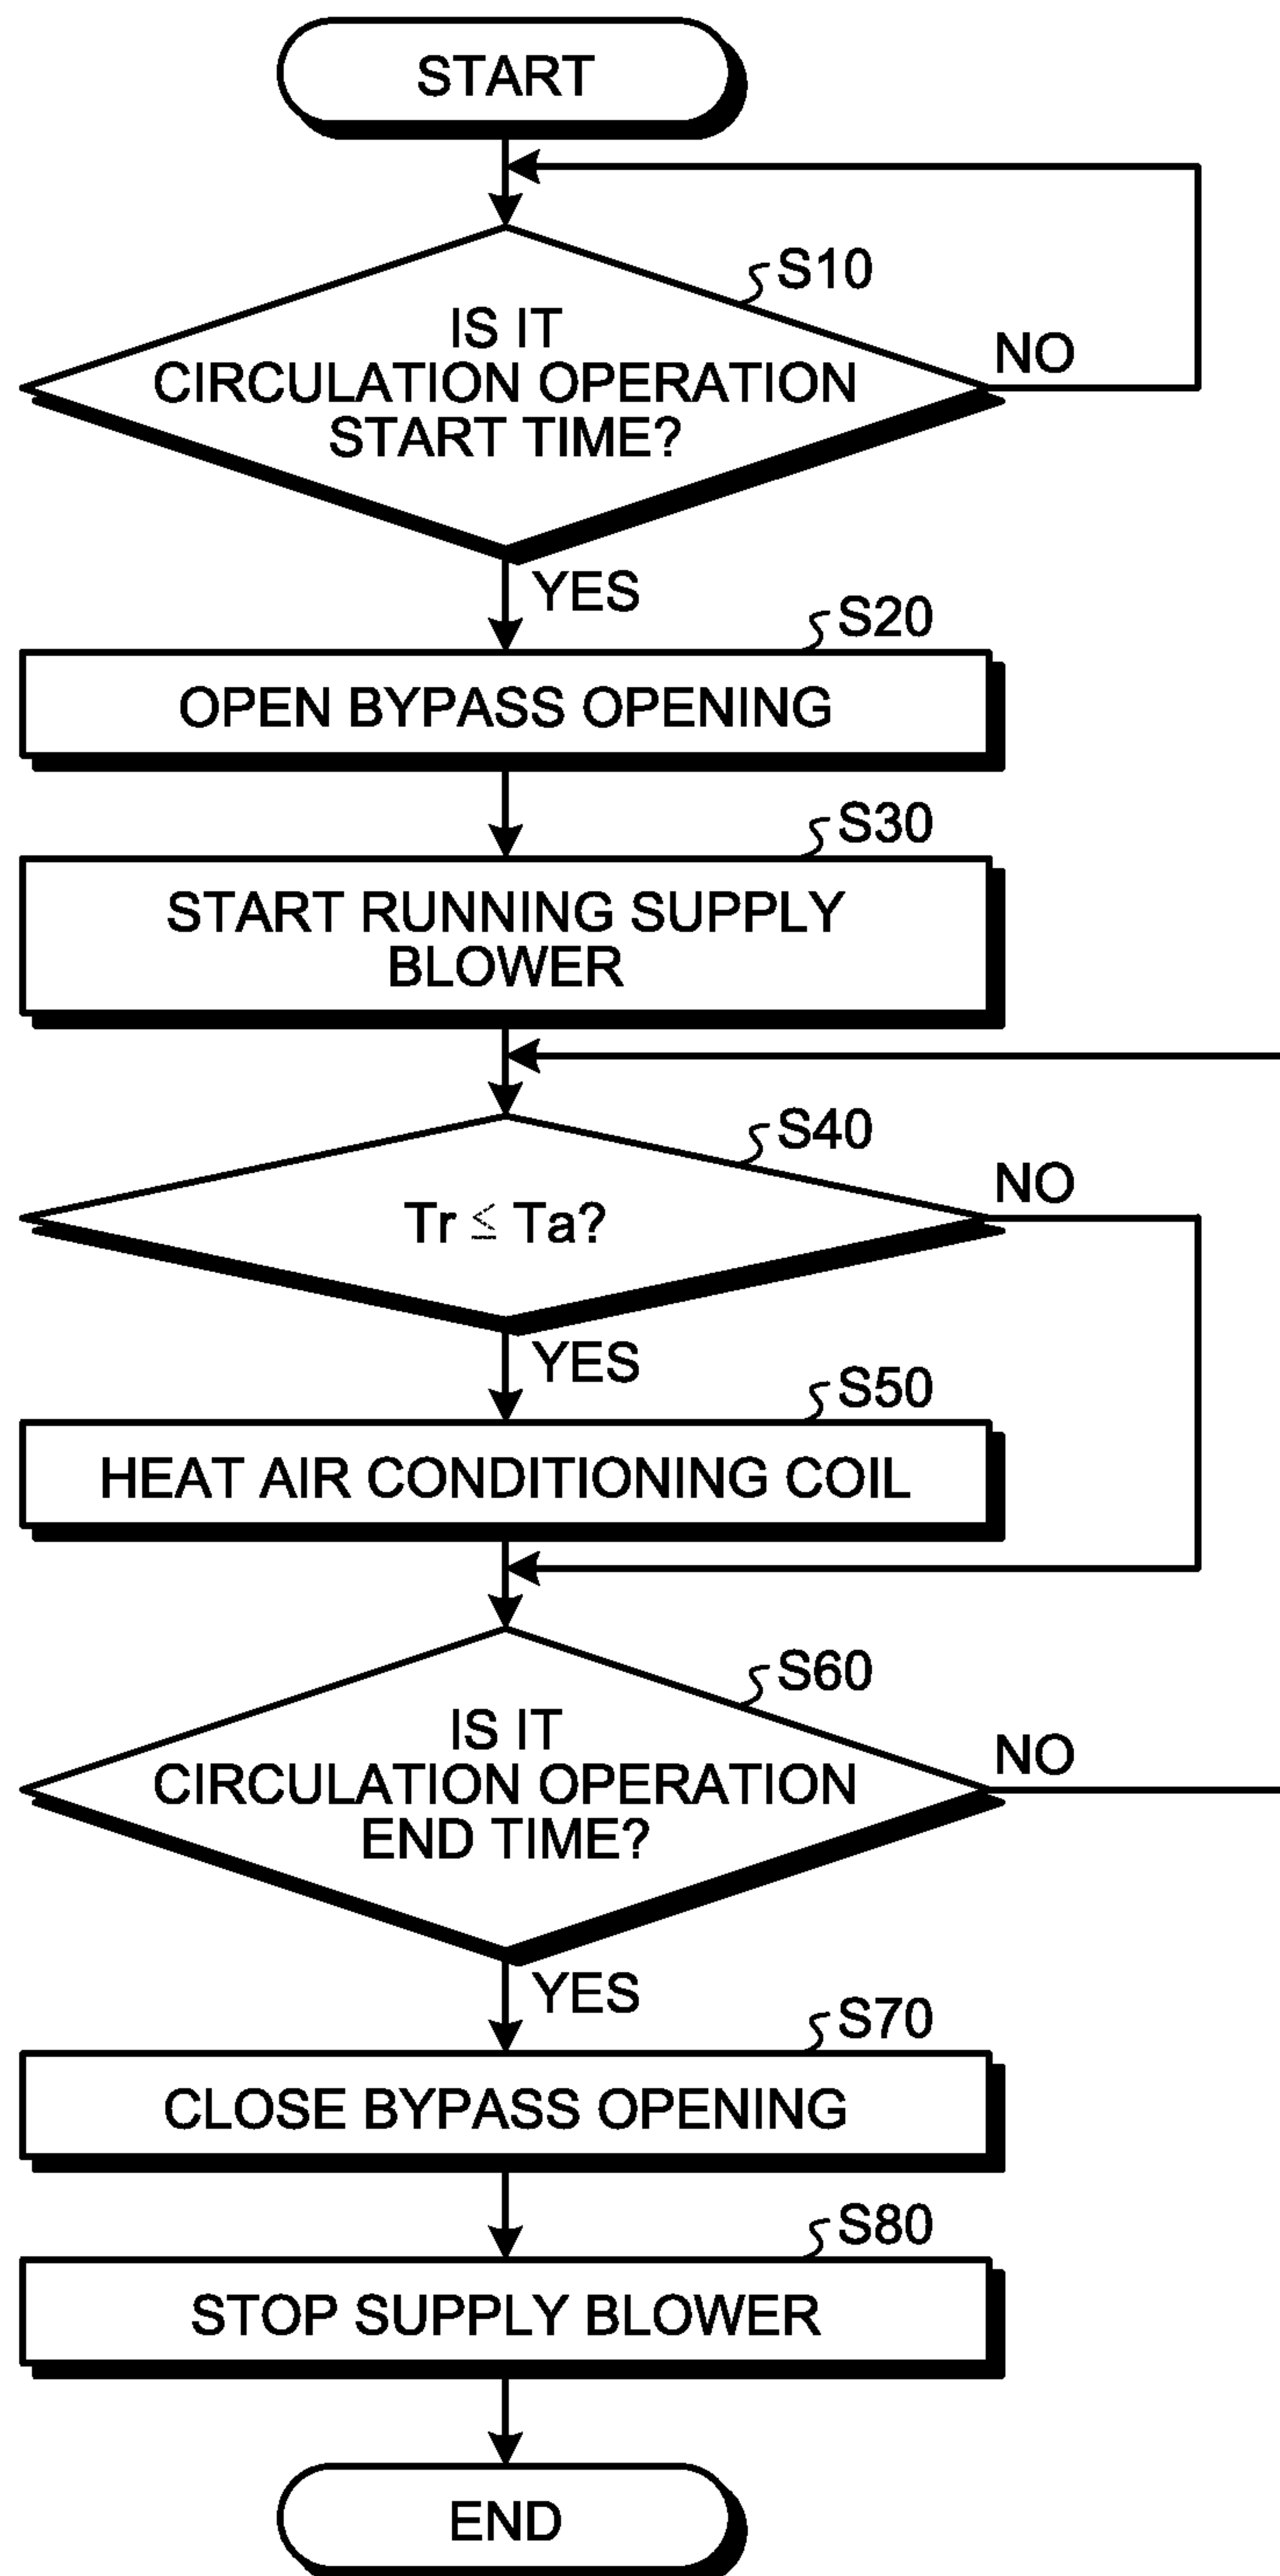 START
S10
IS IT
CIRCULATION OPERATION
START TIME?
NO
YES
S20
OPEN BYPASS OPENING
S30
START RUNNING SUPPLY
BLOWER
S40
Tr ≤ Ta?
NO
YES
S50
HEAT AIR CONDITIONING COIL
S60
IS IT
CIRCULATION OPERATION
END TIME?
NO
YES
S70
CLOSE BYPASS OPENING
S80
STOP SUPPLY BLOWER
END